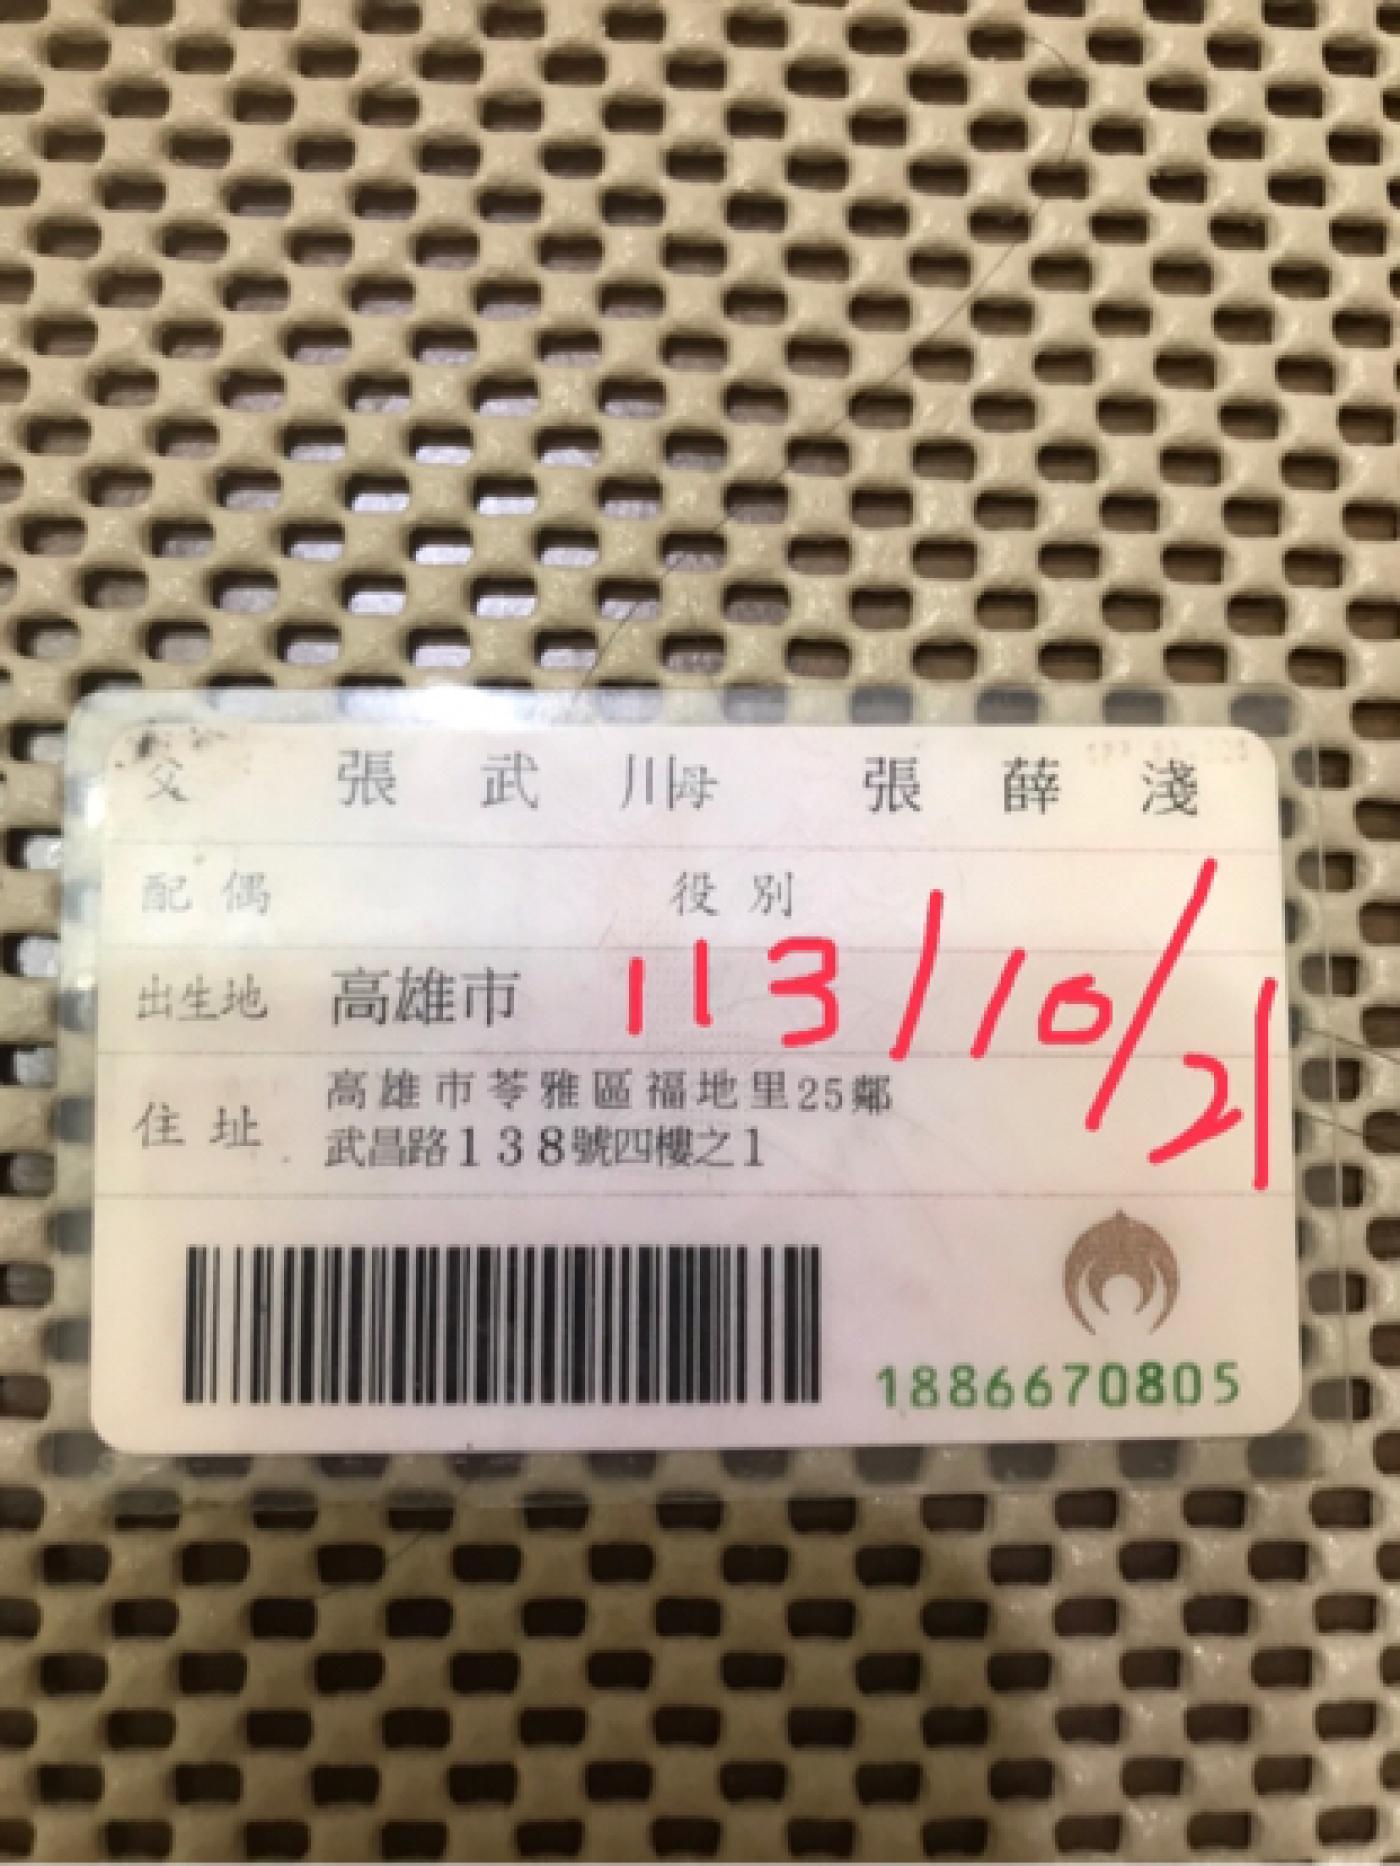 父 張武川 母 張薛淺
配偶 役別
出生地 高雄市 113/10/21
住址 高雄市苓雅區福地里25鄰
武昌路138號四樓之1
1886670805